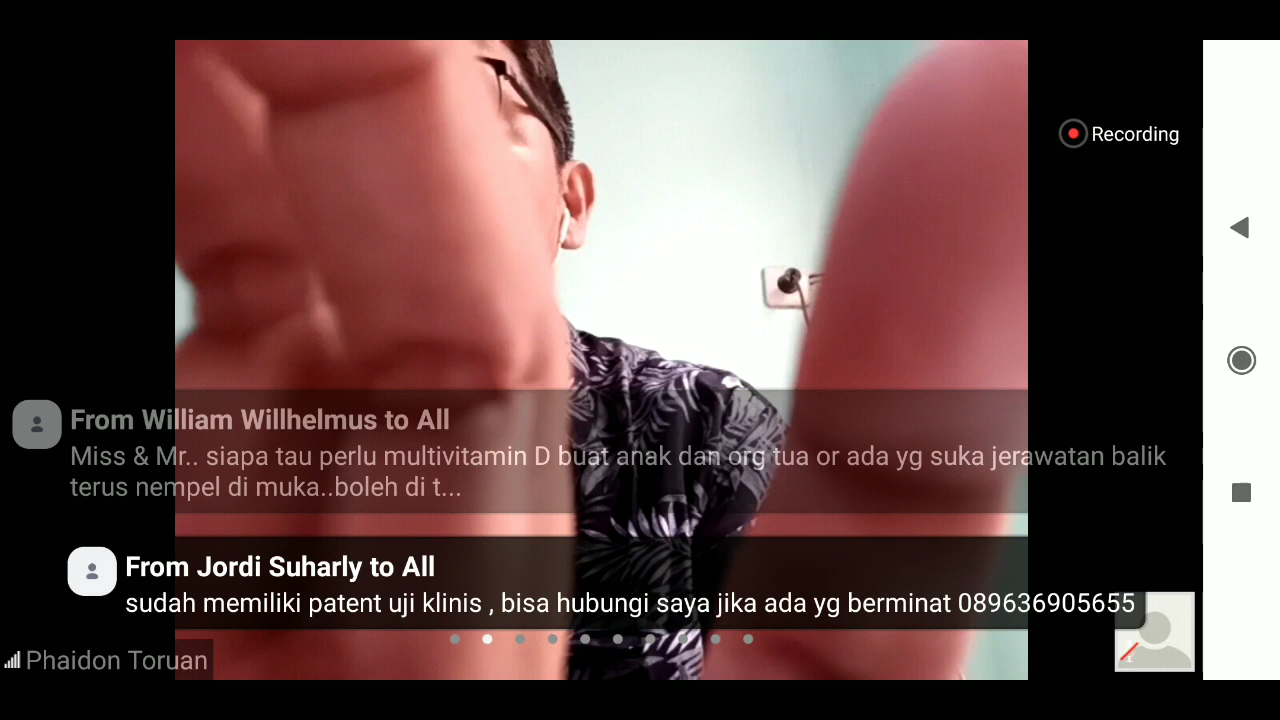 Recording
From William Willhelmus to All
Miss & Mr.. siapa tau perlu multivitamin D buat anak dan org tua or ada yg suka jerawatan balik
terus nempel di muka..boleh di t...
From Jordi Suharly to All
sudah memiliki patent uji klinis , bisa hubungi saya jika ada yg berminat 089636905655
Phaidon Toruan